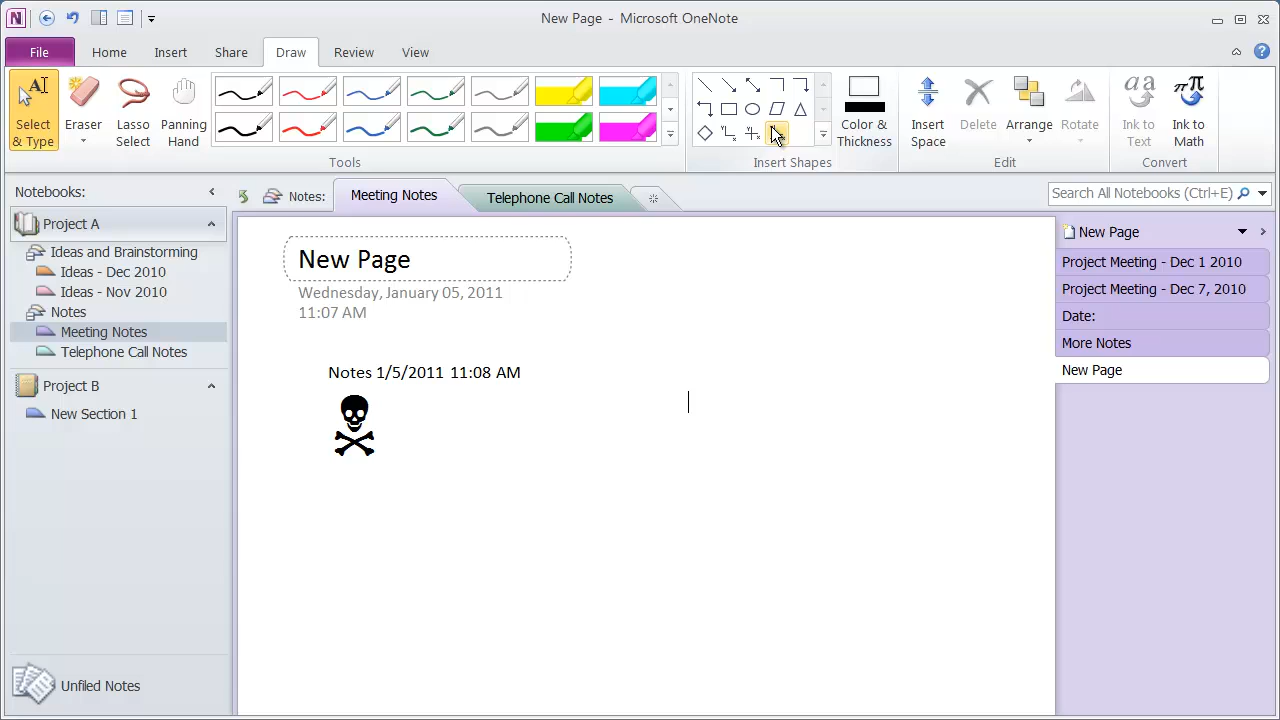 New Page - Microsoft OneNote
File Home Insert Share Draw Review View
Select & Type
Eraser
Lasso Select
Panning Hand
Color & Thickness
Insert Space
Delete
Arrange
Rotate
Ink to Text
Ink to Math
Tools
Insert Shapes
Edit
Convert
Notebooks:
Notes:
Meeting Notes
Telephone Call Notes
Search All Notebooks (Ctrl+E)
Project A
Ideas and Brainstorming
Ideas - Dec 2010
Ideas - Nov 2010
Notes
Meeting Notes
Telephone Call Notes
Project B
New Section 1
Unfiled Notes
New Page
Wednesday, January 05, 2011
11:07 AM
Notes 1/5/2011 11:08 AM
New Page
Project Meeting - Dec 1 2010
Project Meeting - Dec 7, 2010
Date:
More Notes
New Page